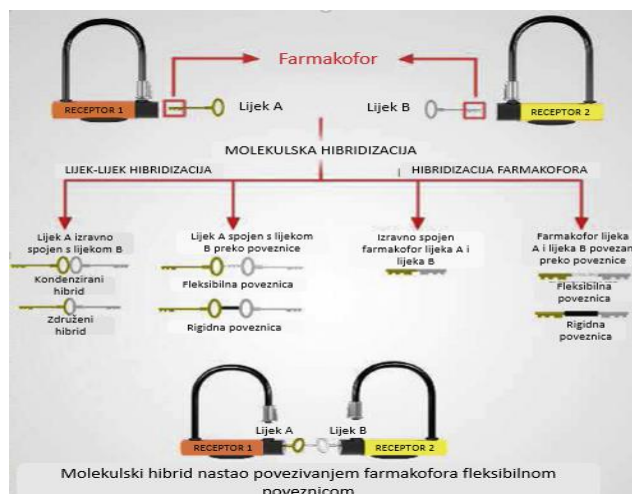 Farmakofor
RECEPTOR 1
Lijek A
Lijek B
RECEPTOR 2
MOLEKULSKA HIBRIDIZACIJA
LIJEK-LIJEK HIBRIDIZACIJA
HIBRIDIZACIJA FARMAKOFORA
Lijek A izravno
spojen s lijekom B
Kondenzirani
hibrid
Združeni
hibrid
Lijek A spojen s lijekom
B preko poveznice
Fleksibilna poveznica
Rigidna poveznica
Izravno spojen
farmakofor lijeka A i
lijeka B
Farmakofor lijeka
A i lijeka B povezan
preko poveznice
Fleksibilna
poveznica
Rigidna
poveznica
Lijek A
Lijek B
RECEPTOR 1
RECEPTOR 2
Molekulski hibrid nastao povezivanjem farmakofora fleksibilnom
poveznicom